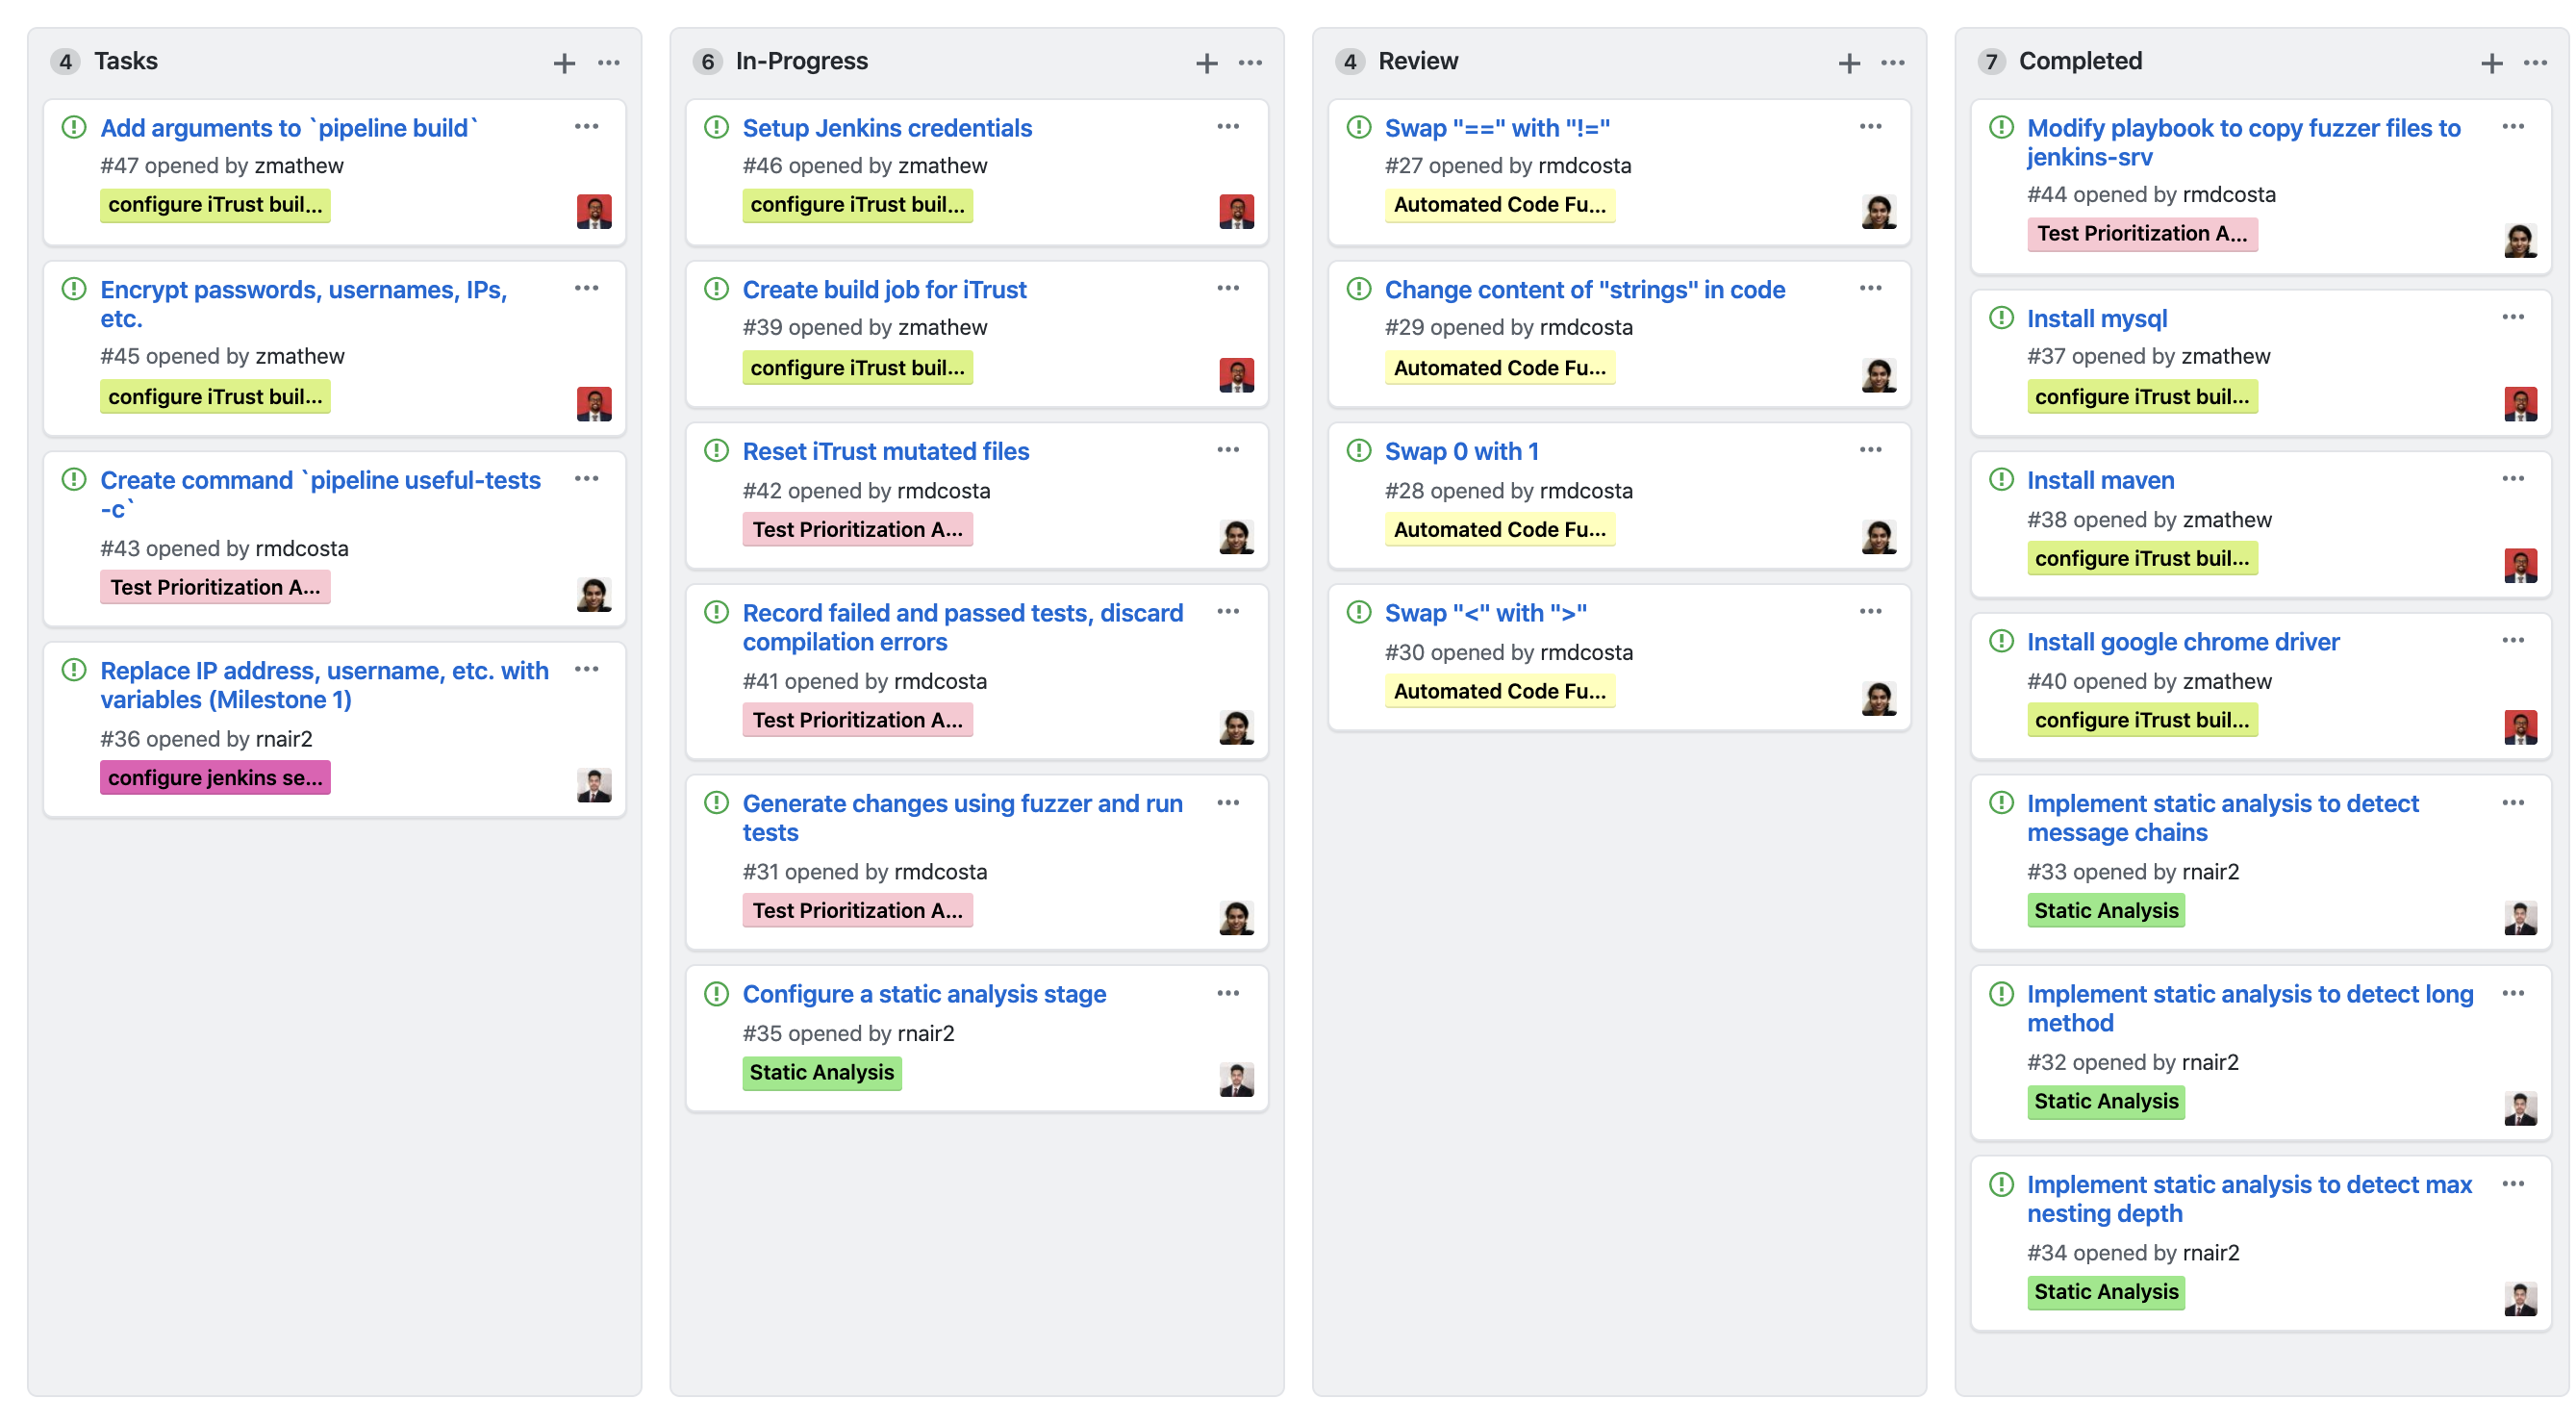 4 Tasks
Add arguments to `pipeline build`
#47 opened by zmathew
configure iTrust buil...
Encrypt passwords, usernames, IPs,
etc.
#45 opened by zmathew
configure iTrust buil...
Create command `pipeline useful-tests
-c`
#43 opened by rmdcosta
Test Prioritization A...
Replace IP address, username, etc. with
variables (Milestone 1)
#36 opened by rnair2
configure jenkins se...
6 In-Progress
Setup Jenkins credentials
#46 opened by zmathew
configure iTrust buil...
Create build job for iTrust
#39 opened by zmathew
configure iTrust buil...
Reset iTrust mutated files
#42 opened by rmdcosta
Test Prioritization A...
Record failed and passed tests, discard
compilation errors
#41 opened by rmdcosta
Test Prioritization A...
Generate changes using fuzzer and run
tests
#31 opened by rmdcosta
Test Prioritization A...
Configure a static analysis stage
#35 opened by rnair2
Static Analysis
4 Review
Swap "==" with "!="
#27 opened by rmdcosta
Automated Code Fu...
Change content of "strings" in code
#29 opened by rmdcosta
Automated Code Fu...
Swap 0 with 1
#28 opened by rmdcosta
Automated Code Fu...
Swap "<" with ">"
#30 opened by rmdcosta
Automated Code Fu...
7 Completed
Modify playbook to copy fuzzer files to
jenkins-srv
#44 opened by rmdcosta
Test Prioritization A...
Install mysql
#37 opened by zmathew
configure iTrust buil...
Install maven
#38 opened by zmathew
configure iTrust buil...
Install google chrome driver
#40 opened by zmathew
configure iTrust buil...
Implement static analysis to detect
message chains
#33 opened by rnair2
Static Analysis
Implement static analysis to detect long
method
#32 opened by rnair2
Static Analysis
Implement static analysis to detect max
nesting depth
#34 opened by rnair2
Static Analysis